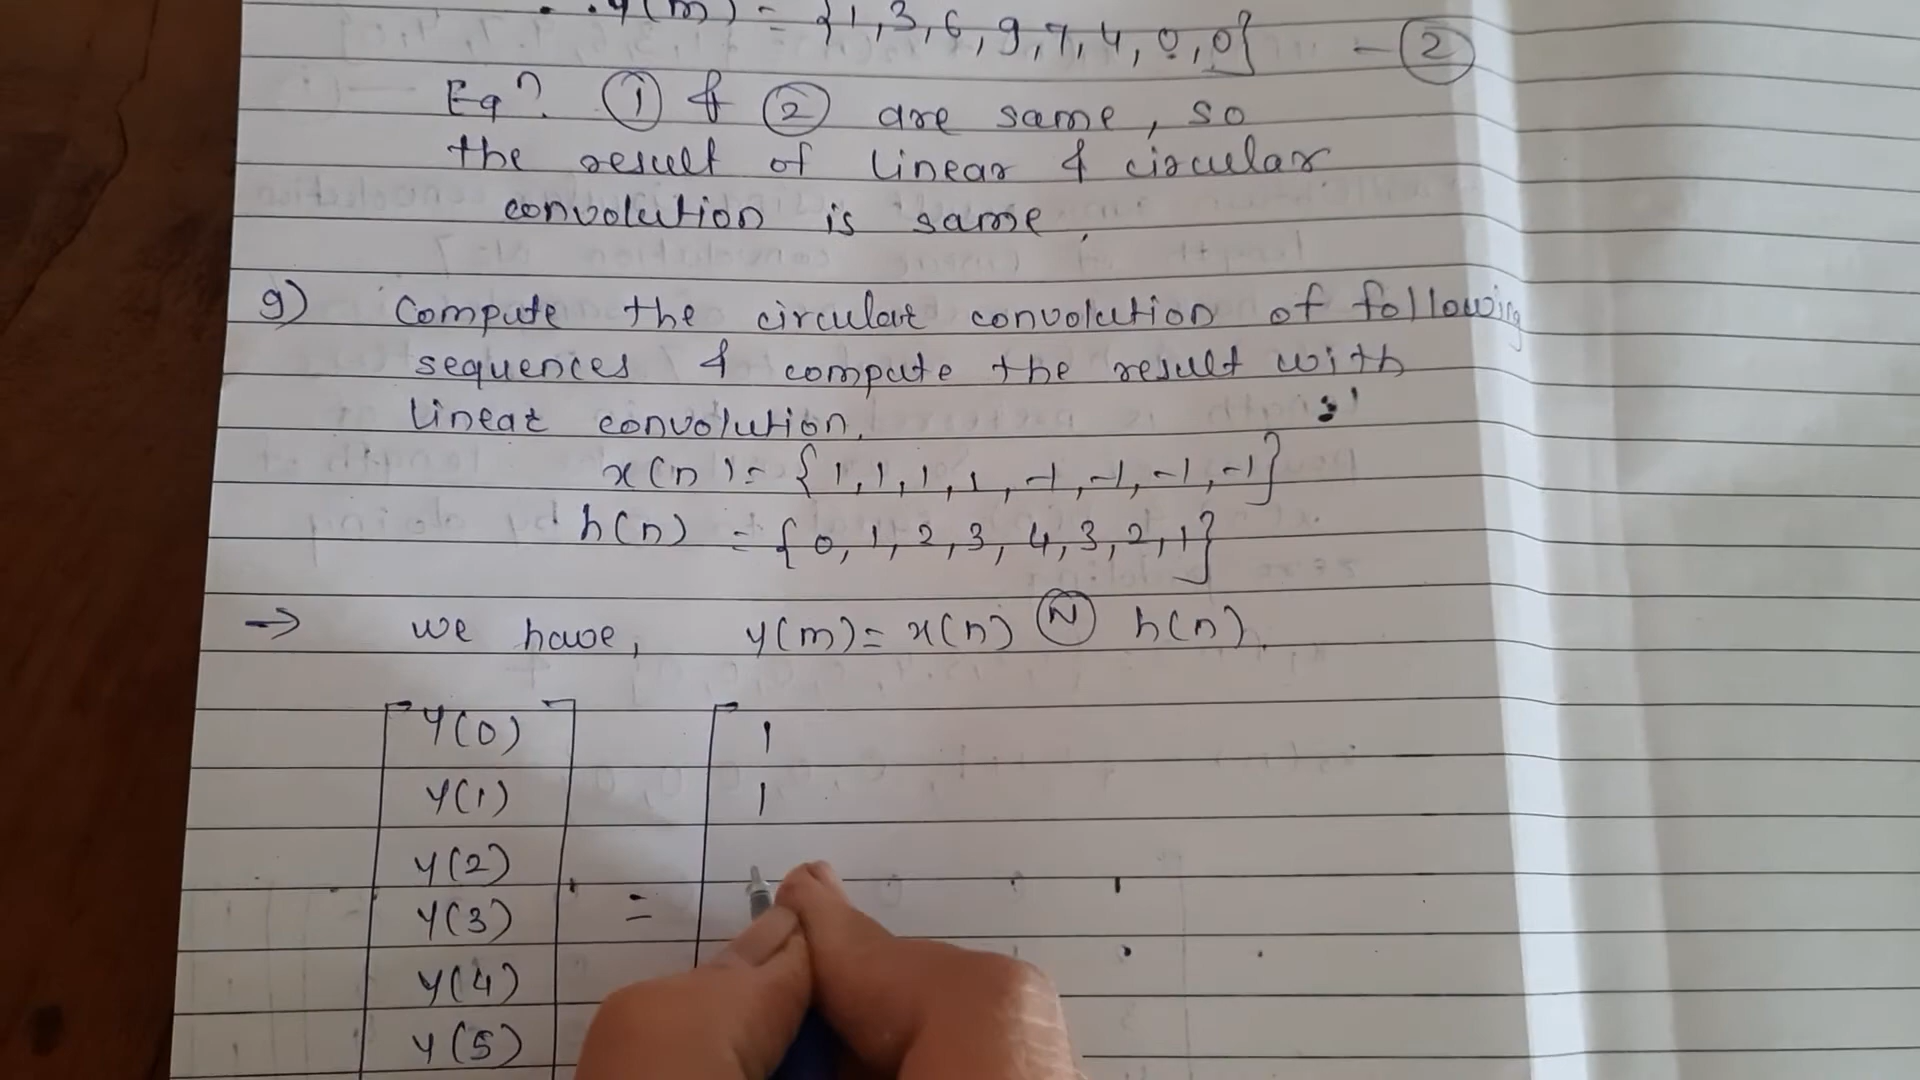 y(m) = {1,3,6,9,7,4,0,0} — ②
Eqn. ① & ② are same, so
the result of linear & circular
convolution is same.
9) Compute the circular convolution of following
sequences & compute the result with
linear convolution.
x(n) = {1,1,1,1,-1,-1,-1,-1}
h(n) = {0,1,2,3,4,3,2,1}
→ we have, y(m) = x(n) Ⓝ h(n).
y(0) 1
y(1) 1
y(2)
y(3) =
y(4)
y(5)